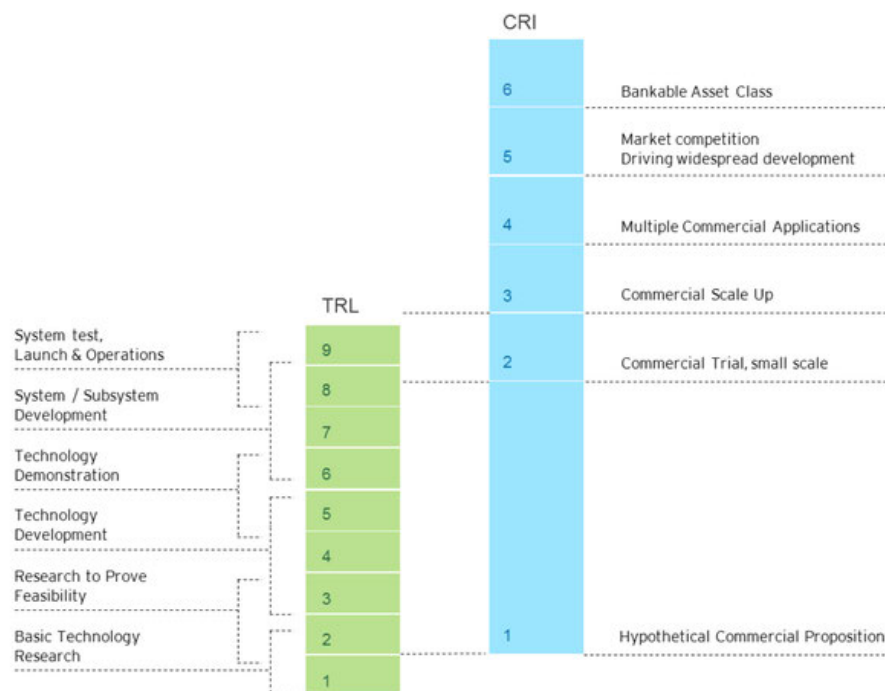 CRI
6
Bankable Asset Class
5
Market competition
Driving widespread development
4
Multiple Commercial Applications
3
Commercial Scale Up
2
Commercial Trial, small scale
1
Hypothetical Commercial Proposition
TRL
9
8
7
6
5
4
3
2
1
System test,
Launch & Operations
System / Subsystem
Development
Technology
Demonstration
Technology
Development
Research to Prove
Feasibility
Basic Technology
Research